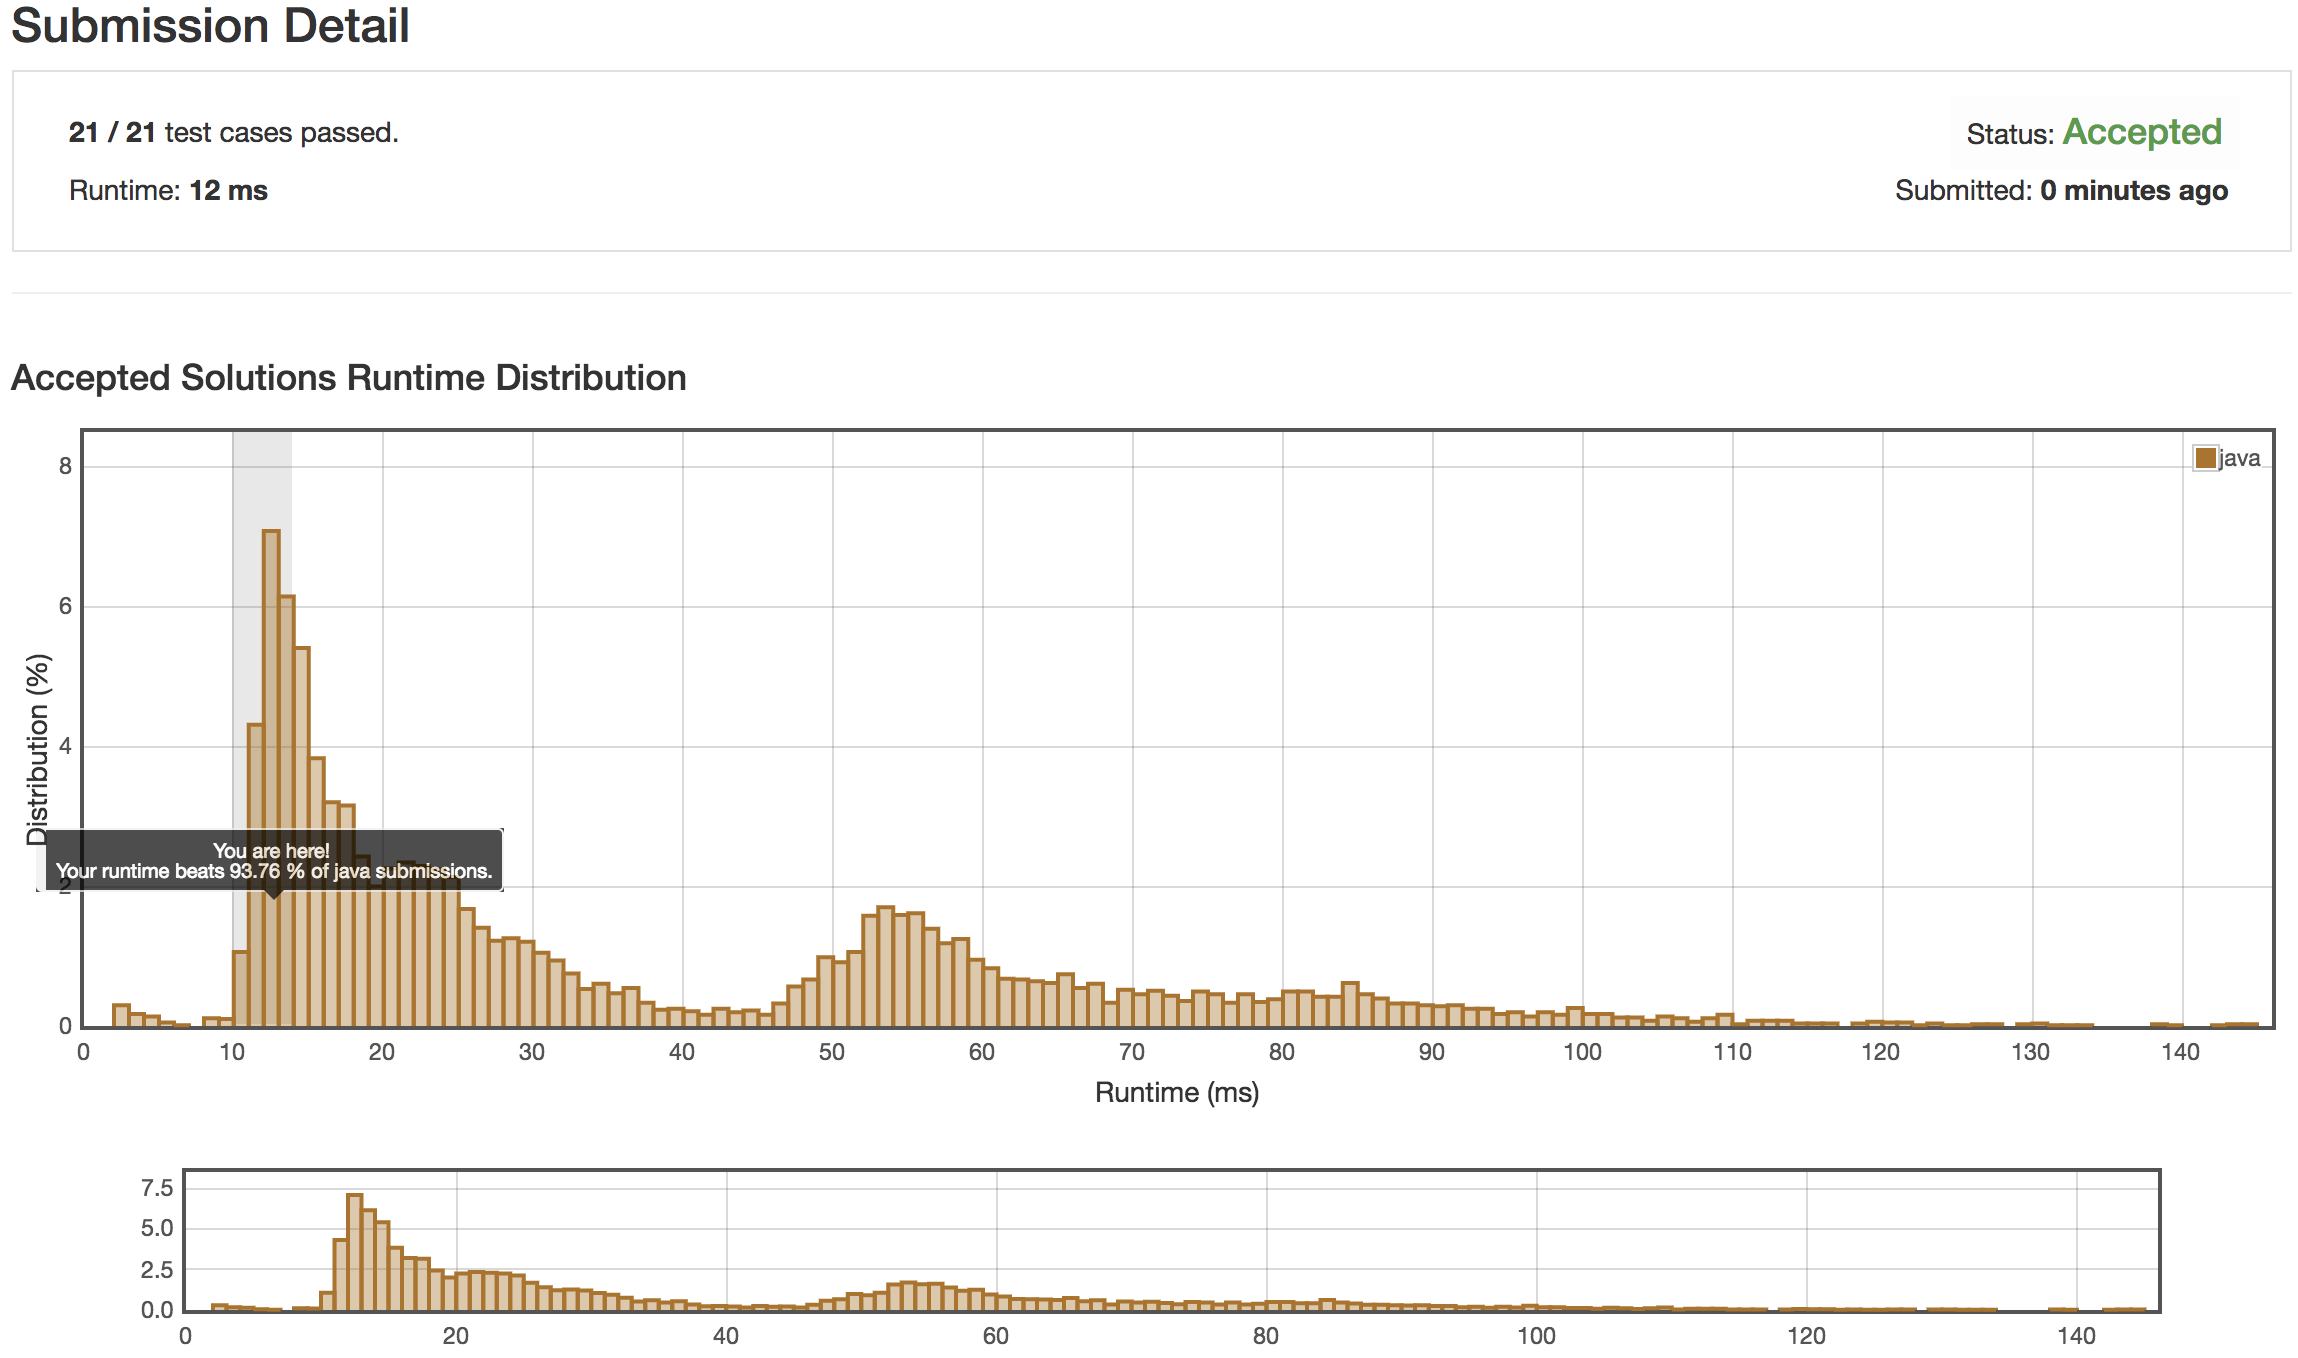 Submission Detail
21 / 21 test cases passed.
Status: Accepted
Runtime: 12 ms
Submitted: 0 minutes ago
Accepted Solutions Runtime Distribution
java
Distribution (%)
8
6
4
2
0
You are here!
Your runtime beats 93.76 % of java submissions.
0 10 20 30 40 50 60 70 80 90 100 110 120 130 140
Runtime (ms)
7.5
5.0
2.5
0.0
0 20 40 60 80 100 120 140